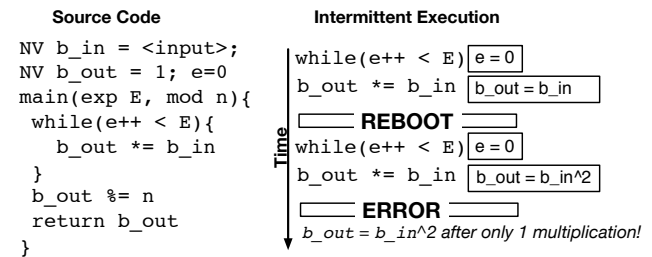 Source Code
NV b_in = <input>;
NV b_out = 1; e=0
main(exp E, mod n){
while(e++ < E){
b_out *= b_in
}
b_out %= n
return b_out
}
Intermittent Execution
Time
while(e++ < E) e = 0
b_out *= b_in b_out = b_in
REBOOT
while(e++ < E) e = 0
b_out *= b_in b_out = b_in^2
ERROR
b_out = b_in^2 after only 1 multiplication!